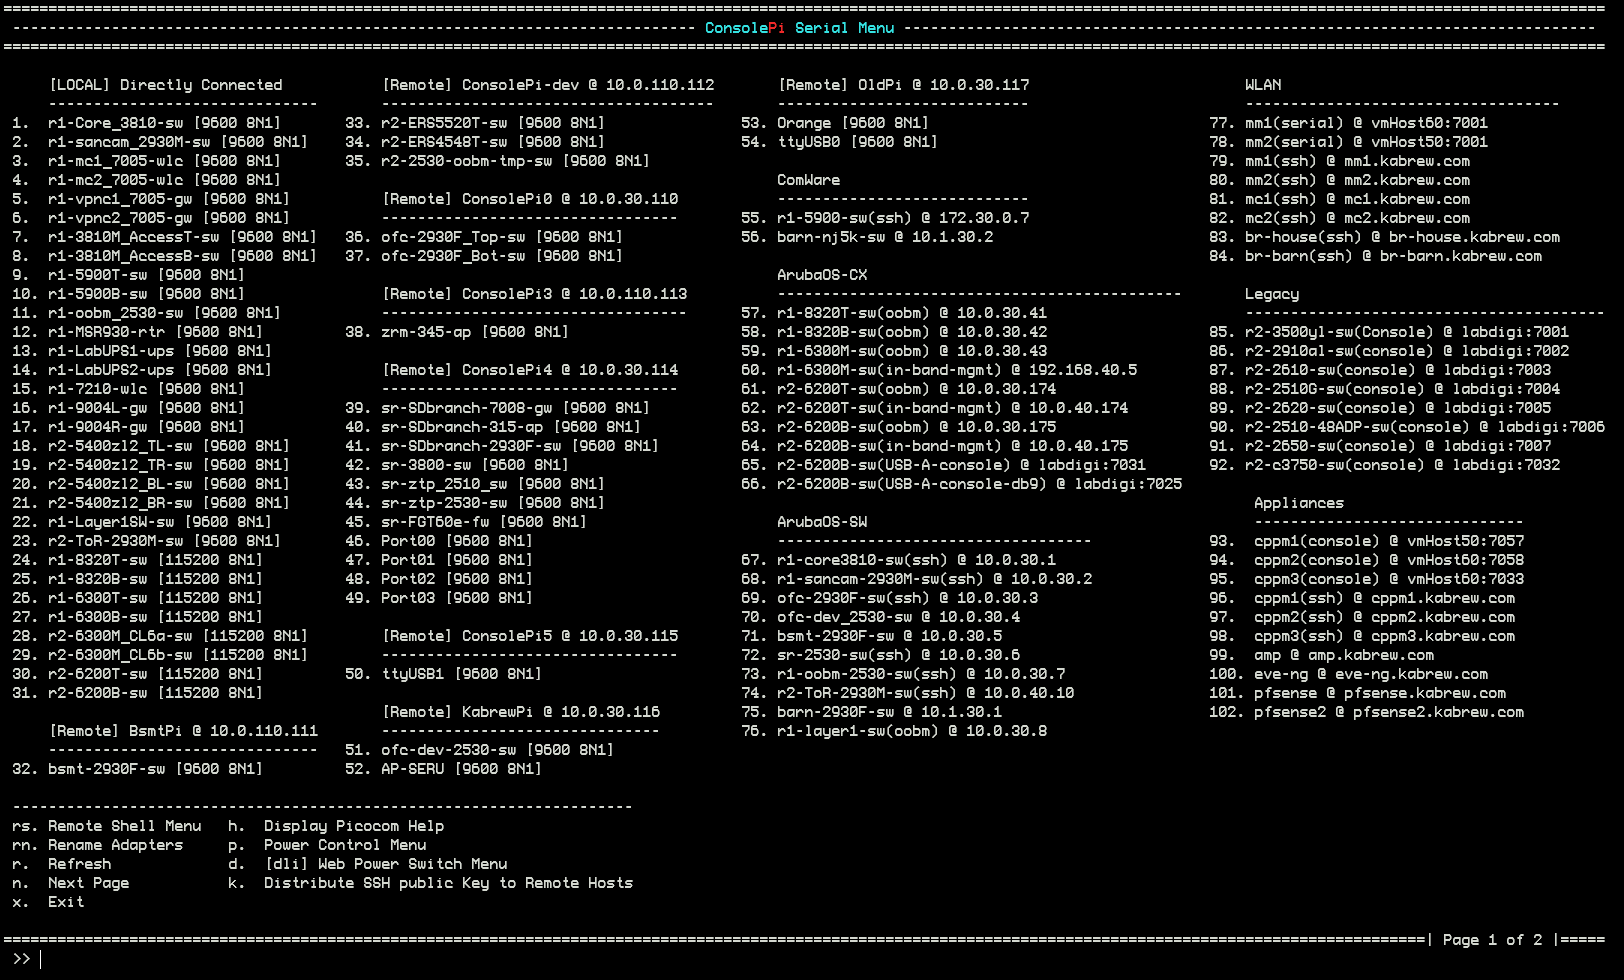 ConsolePi Serial Menu
[LOCAL] Directly Connected
1. r1-Core_3810-sw [9600 8N1]
2. r1-sancam_2930M-sw [9600 8N1]
3. r1-mc1_7005-wlc [9600 8N1]
4. r1-mc2_7005-wlc [9600 8N1]
5. r1-vpnc1_7005-gw [9600 8N1]
6. r1-vpnc2_7005-gw [9600 8N1]
7. r1-3810M_AccessT-sw [9600 8N1]
8. r1-3810M_AccessB-sw [9600 8N1]
9. r1-5900T-sw [9600 8N1]
10. r1-5900B-sw [9600 8N1]
11. r1-oobm_2530-sw [9600 8N1]
12. r1-MSR930-rtr [9600 8N1]
13. r1-LabUPS1-ups [9600 8N1]
14. r1-LabUPS2-ups [9600 8N1]
15. r1-7210-wlc [9600 8N1]
16. r1-9004L-gw [9600 8N1]
17. r1-9004R-gw [9600 8N1]
18. r2-5400zl2_TL-sw [9600 8N1]
19. r2-5400zl2_TR-sw [9600 8N1]
20. r2-5400zl2_BL-sw [9600 8N1]
21. r2-5400zl2_BR-sw [9600 8N1]
22. r1-Layer1SW-sw [9600 8N1]
23. r2-ToR-2930M-sw [9600 8N1]
24. r1-8320T-sw [115200 8N1]
25. r1-8320B-sw [115200 8N1]
26. r1-6300T-sw [115200 8N1]
27. r1-6300B-sw [115200 8N1]
28. r2-6300M_CL6a-sw [115200 8N1]
29. r2-6300M_CL6b-sw [115200 8N1]
30. r2-6200T-sw [115200 8N1]
31. r2-6200B-sw [115200 8N1]
[Remote] BsmtPi @ 10.0.110.111
32. bsmt-2930F-sw [9600 8N1]
[Remote] ConsolePi-dev @ 10.0.110.112
33. r2-ERS5520T-sw [9600 8N1]
34. r2-ERS4548T-sw [9600 8N1]
35. r2-2530-oobm-tmp-sw [9600 8N1]
[Remote] ConsolePi0 @ 10.0.30.110
36. ofc-2930F_Top-sw [9600 8N1]
37. ofc-2930F_Bot-sw [9600 8N1]
[Remote] ConsolePi3 @ 10.0.110.113
38. zrm-345-ap [9600 8N1]
[Remote] ConsolePi4 @ 10.0.30.114
39. sr-SDbranch-7008-gw [9600 8N1]
40. sr-SDbranch-315-ap [9600 8N1]
41. sr-SDbranch-2930F-sw [9600 8N1]
42. sr-3800-sw [9600 8N1]
43. sr-ztp_2510_sw [9600 8N1]
44. sr-ztp-2530-sw [9600 8N1]
45. sr-FGT60e-fw [9600 8N1]
46. Port00 [9600 8N1]
47. Port01 [9600 8N1]
48. Port02 [9600 8N1]
49. Port03 [9600 8N1]
[Remote] ConsolePi5 @ 10.0.30.115
50. ttyUSB1 [9600 8N1]
[Remote] KabrewPi @ 10.0.30.116
51. ofc-dev-2530-sw [9600 8N1]
52. AP-SERU [9600 8N1]
[Remote] OldPi @ 10.0.30.117
53. Orange [9600 8N1]
54. ttyUSB0 [9600 8N1]
ComWare
55. r1-5900-sw(ssh) @ 172.30.0.7
56. barn-nj5k-sw @ 10.1.30.2
ArubaOS-CX
57. r1-8320T-sw(oobm) @ 10.0.30.41
58. r1-8320B-sw(oobm) @ 10.0.30.42
59. r1-6300M-sw(oobm) @ 10.0.30.43
60. r1-6300M-sw(in-band-mgmt) @ 192.168.40.5
61. r2-6200T-sw(oobm) @ 10.0.30.174
62. r2-6200T-sw(in-band-mgmt) @ 10.0.40.174
63. r2-6200B-sw(oobm) @ 10.0.30.175
64. r2-6200B-sw(in-band-mgmt) @ 10.0.40.175
65. r2-6200B-sw(USB-A-console) @ labdigi:7031
66. r2-6200B-sw(USB-A-console-db9) @ labdigi:7025
ArubaOS-SW
67. r1-core3810-sw(ssh) @ 10.0.30.1
68. r1-sancam-2930M-sw(ssh) @ 10.0.30.2
69. ofc-2930F-sw(ssh) @ 10.0.30.3
70. ofc-dev_2530-sw @ 10.0.30.4
71. bsmt-2930F-sw @ 10.0.30.5
72. sr-2530-sw(ssh) @ 10.0.30.6
73. r1-oobm-2530-sw(ssh) @ 10.0.30.7
74. r2-ToR-2930M-sw(ssh) @ 10.0.40.10
75. barn-2930F-sw @ 10.1.30.1
76. r1-layer1-sw(oobm) @ 10.0.30.8
WLAN
77. mm1(serial) @ vmHost60:7001
78. mm2(serial) @ vmHost50:7001
79. mm1(ssh) @ mm1.kabrew.com
80. mm2(ssh) @ mm2.kabrew.com
81. mc1(ssh) @ mc1.kabrew.com
82. mc2(ssh) @ mc2.kabrew.com
83. br-house(ssh) @ br-house.kabrew.com
84. br-barn(ssh) @ br-barn.kabrew.com
Legacy
85. r2-3500yl-sw(Console) @ labdigi:7001
86. r2-2910al-sw(console) @ labdigi:7002
87. r2-2610-sw(console) @ labdigi:7003
88. r2-2510G-sw(console) @ labdigi:7004
89. r2-2620-sw(console) @ labdigi:7005
90. r2-2510-48ADP-sw(console) @ labdigi:7006
91. r2-2650-sw(console) @ labdigi:7007
92. r2-c3750-sw(console) @ labdigi:7032
Appliances
93. cppm1(console) @ vmHost50:7057
94. cppm2(console) @ vmHost60:7058
95. cppm3(console) @ vmHost60:7033
96. cppm1(ssh) @ cppm1.kabrew.com
97. cppm2(ssh) @ cppm2.kabrew.com
98. cppm3(ssh) @ cppm3.kabrew.com
99. amp @ amp.kabrew.com
100. eve-ng @ eve-ng.kabrew.com
101. pfsense @ pfsense.kabrew.com
102. pfsense2 @ pfsense2.kabrew.com
rs. Remote Shell Menu h. Display Picocom Help
rn. Rename Adapters p. Power Control Menu
r. Refresh d. [dli] Web Power Switch Menu
n. Next Page k. Distribute SSH public Key to Remote Hosts
x. Exit
| Page 1 of 2 |
>>